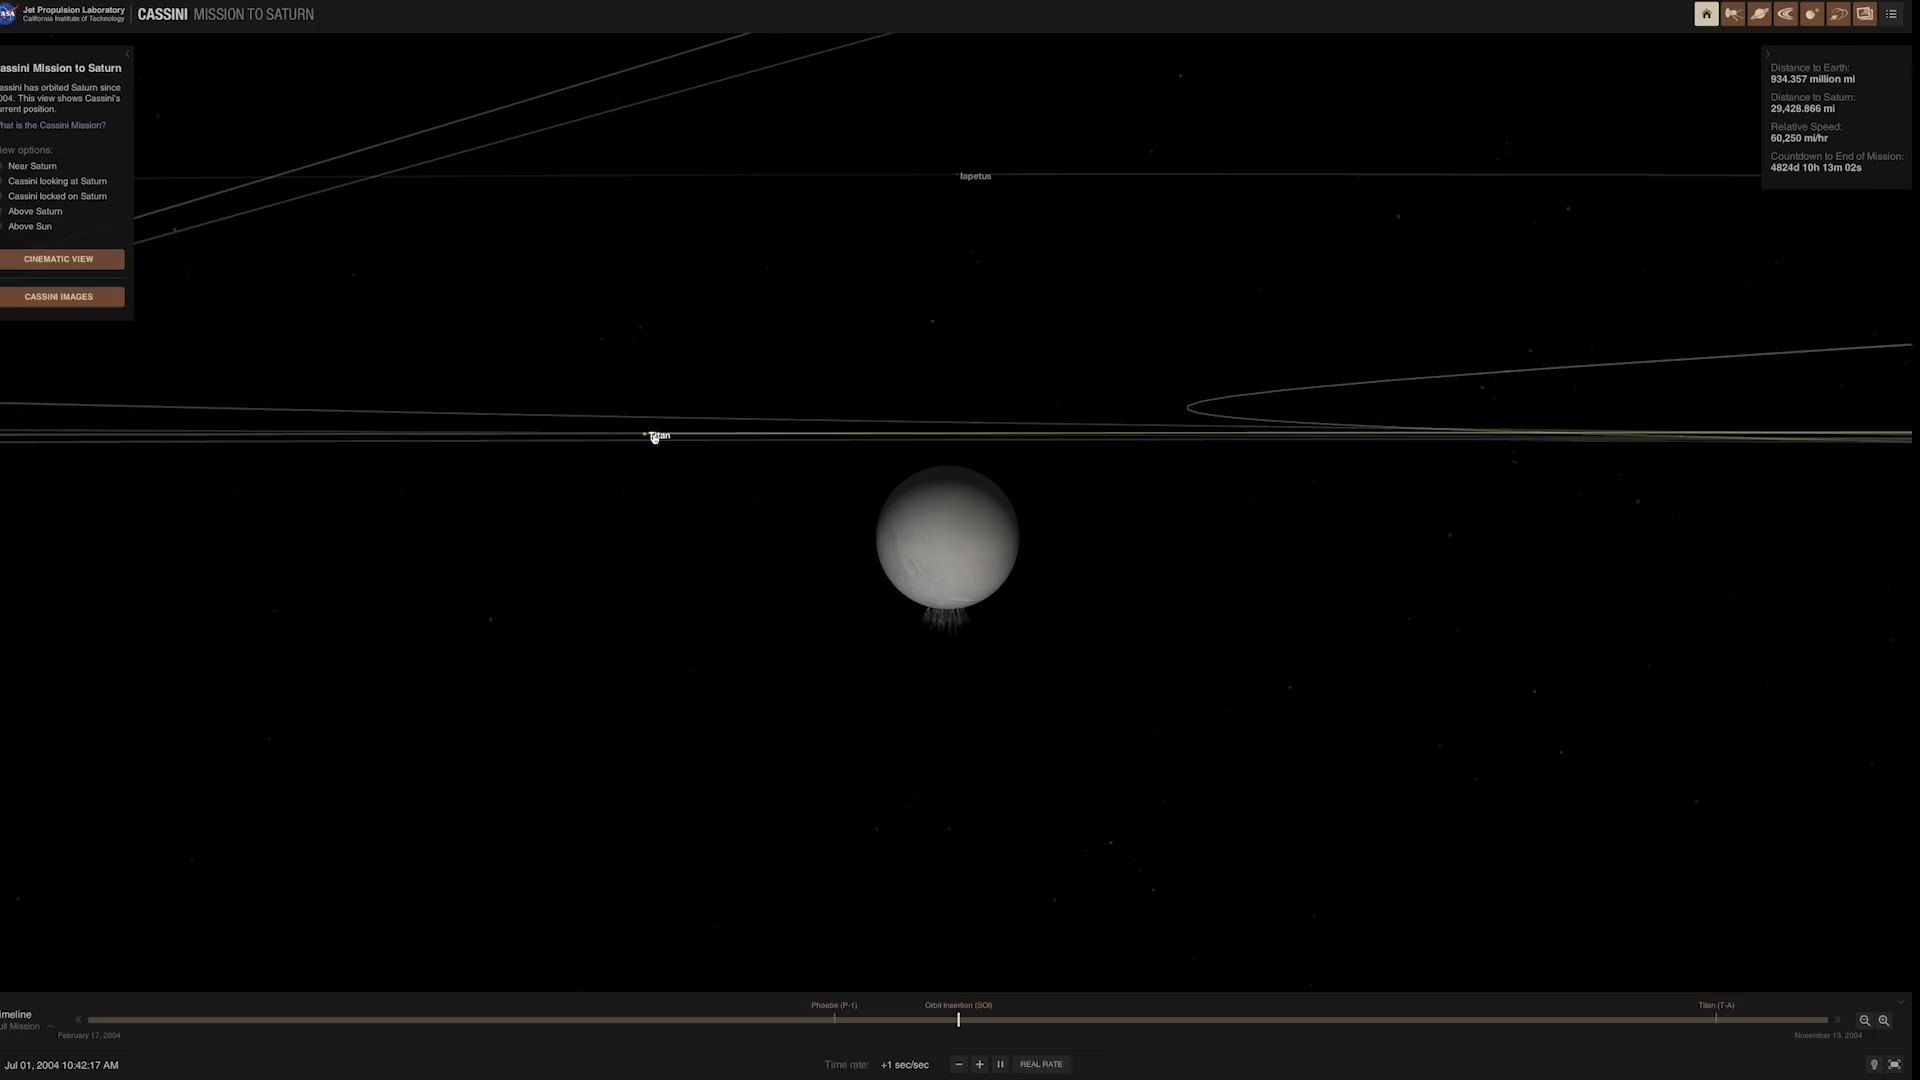 NASA
Jet Propulsion Laboratory
California Institute of Technology
CASSINI MISSION TO SATURN
assini Mission to Saturn
assini has orbited Saturn since
004. This view shows Cassini's
urrent position.
hat is the Cassini Mission?
iew options:
Near Saturn
Cassini looking at Saturn
Cassini locked on Saturn
Above Saturn
Above Sun
CINEMATIC VIEW
CASSINI IMAGES
Distance to Earth:
934.357 million mi
Distance to Saturn:
29,428.866 mi
Relative Speed:
60,250 mi/hr
Countdown to End of Mission:
4824d 10h 13m 02s
Iapetus
Titan
Phoebe (P-1)
Orbit Insertion (SOI)
Titan (T-A)
imeline
ull Mission
February 17, 2004
November 13, 2004
Jul 01, 2004 10:42:17 AM
Time rate: +1 sec/sec
REAL RATE